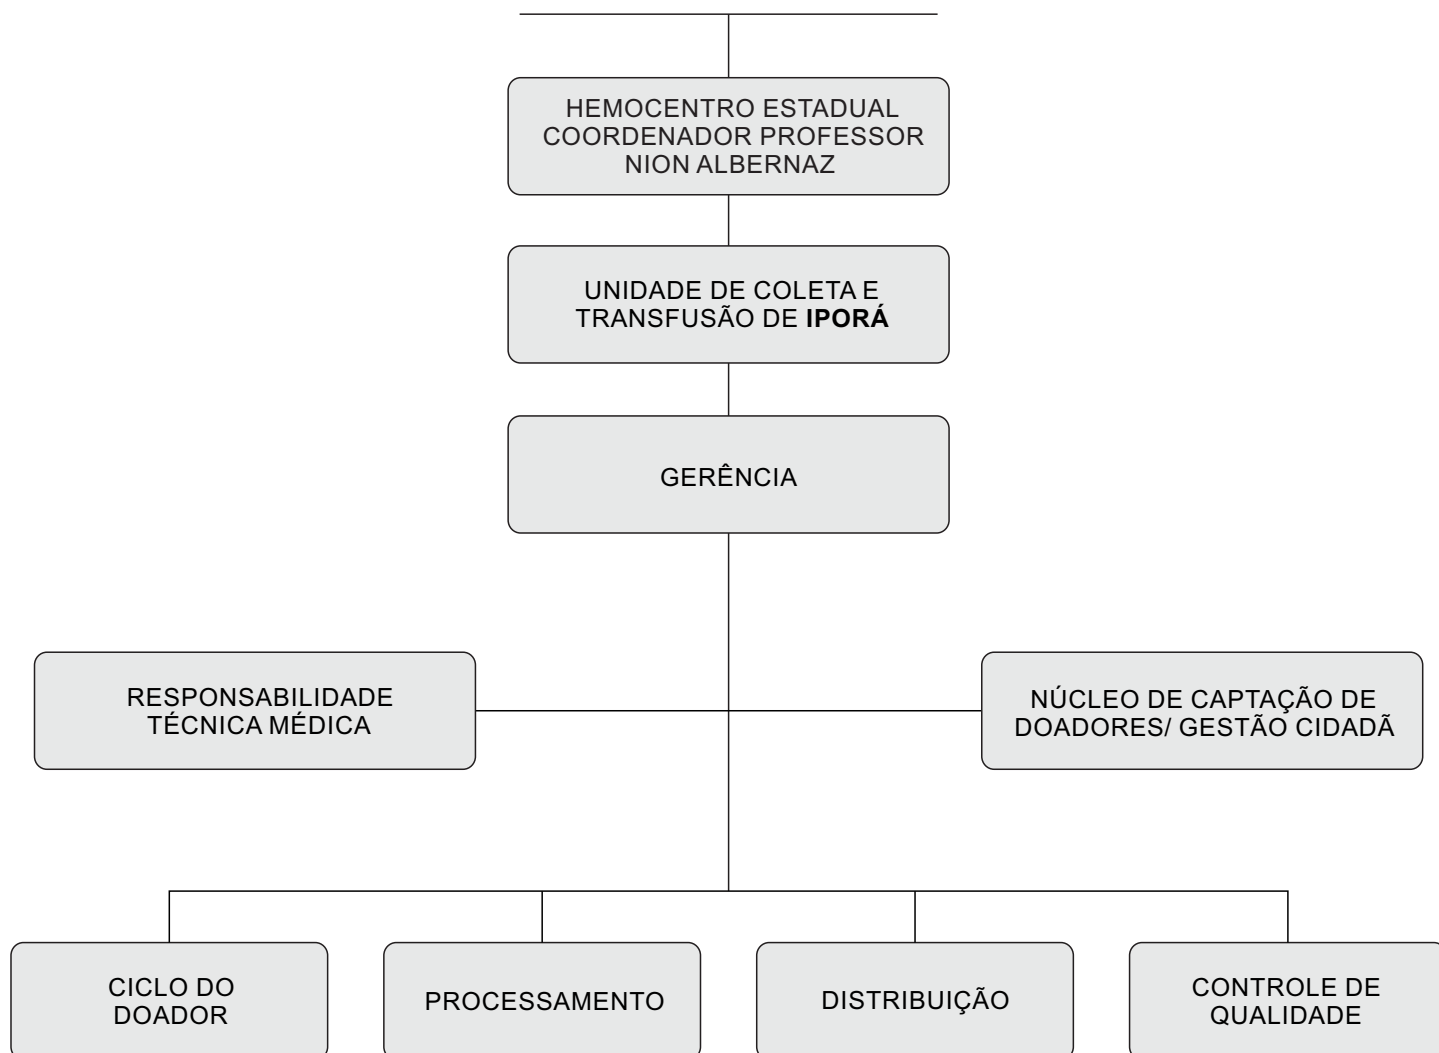 HEMOCENTRO ESTADUAL
COORDENADOR PROFESSOR
NION ALBERNAZ
UNIDADE DE COLETA E
TRANSFUSÃO DE IPORÁ
GERÊNCIA
RESPONSABILIDADE
TÉCNICA MÉDICA
NÚCLEO DE CAPTAÇÃO DE
DOADORES/ GESTÃO CIDADÃ
CICLO DO
DOADOR
PROCESSAMENTO
DISTRIBUIÇÃO
CONTROLE DE
QUALIDADE